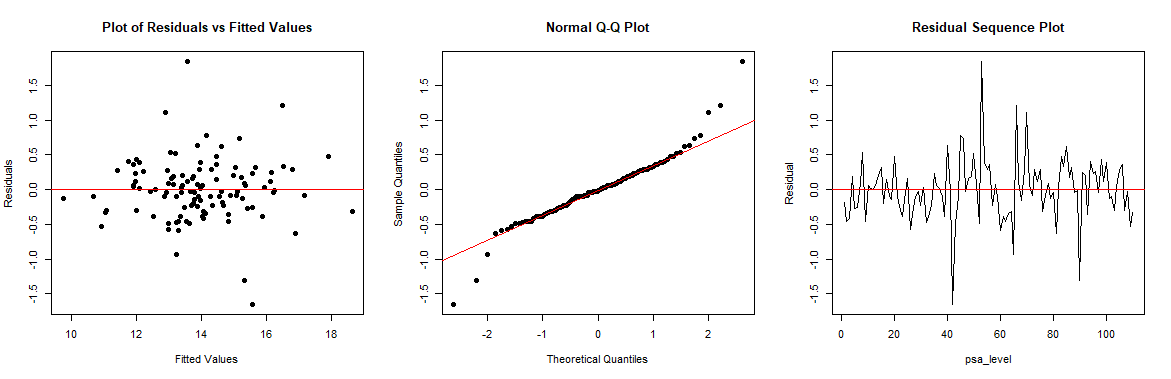 Plot of Residuals vs Fitted Values
Residuals
1.5
1.0
0.5
0.0
-0.5
-1.0
-1.5
10 12 14 16 18
Fitted Values
Normal Q-Q Plot
Sample Quantiles
1.5
1.0
0.5
0.0
-0.5
-1.0
-1.5
-2 -1 0 1 2
Theoretical Quantiles
Residual Sequence Plot
Residual
1.5
1.0
0.5
0.0
-0.5
-1.0
-1.5
0 20 40 60 80 100
psa_level